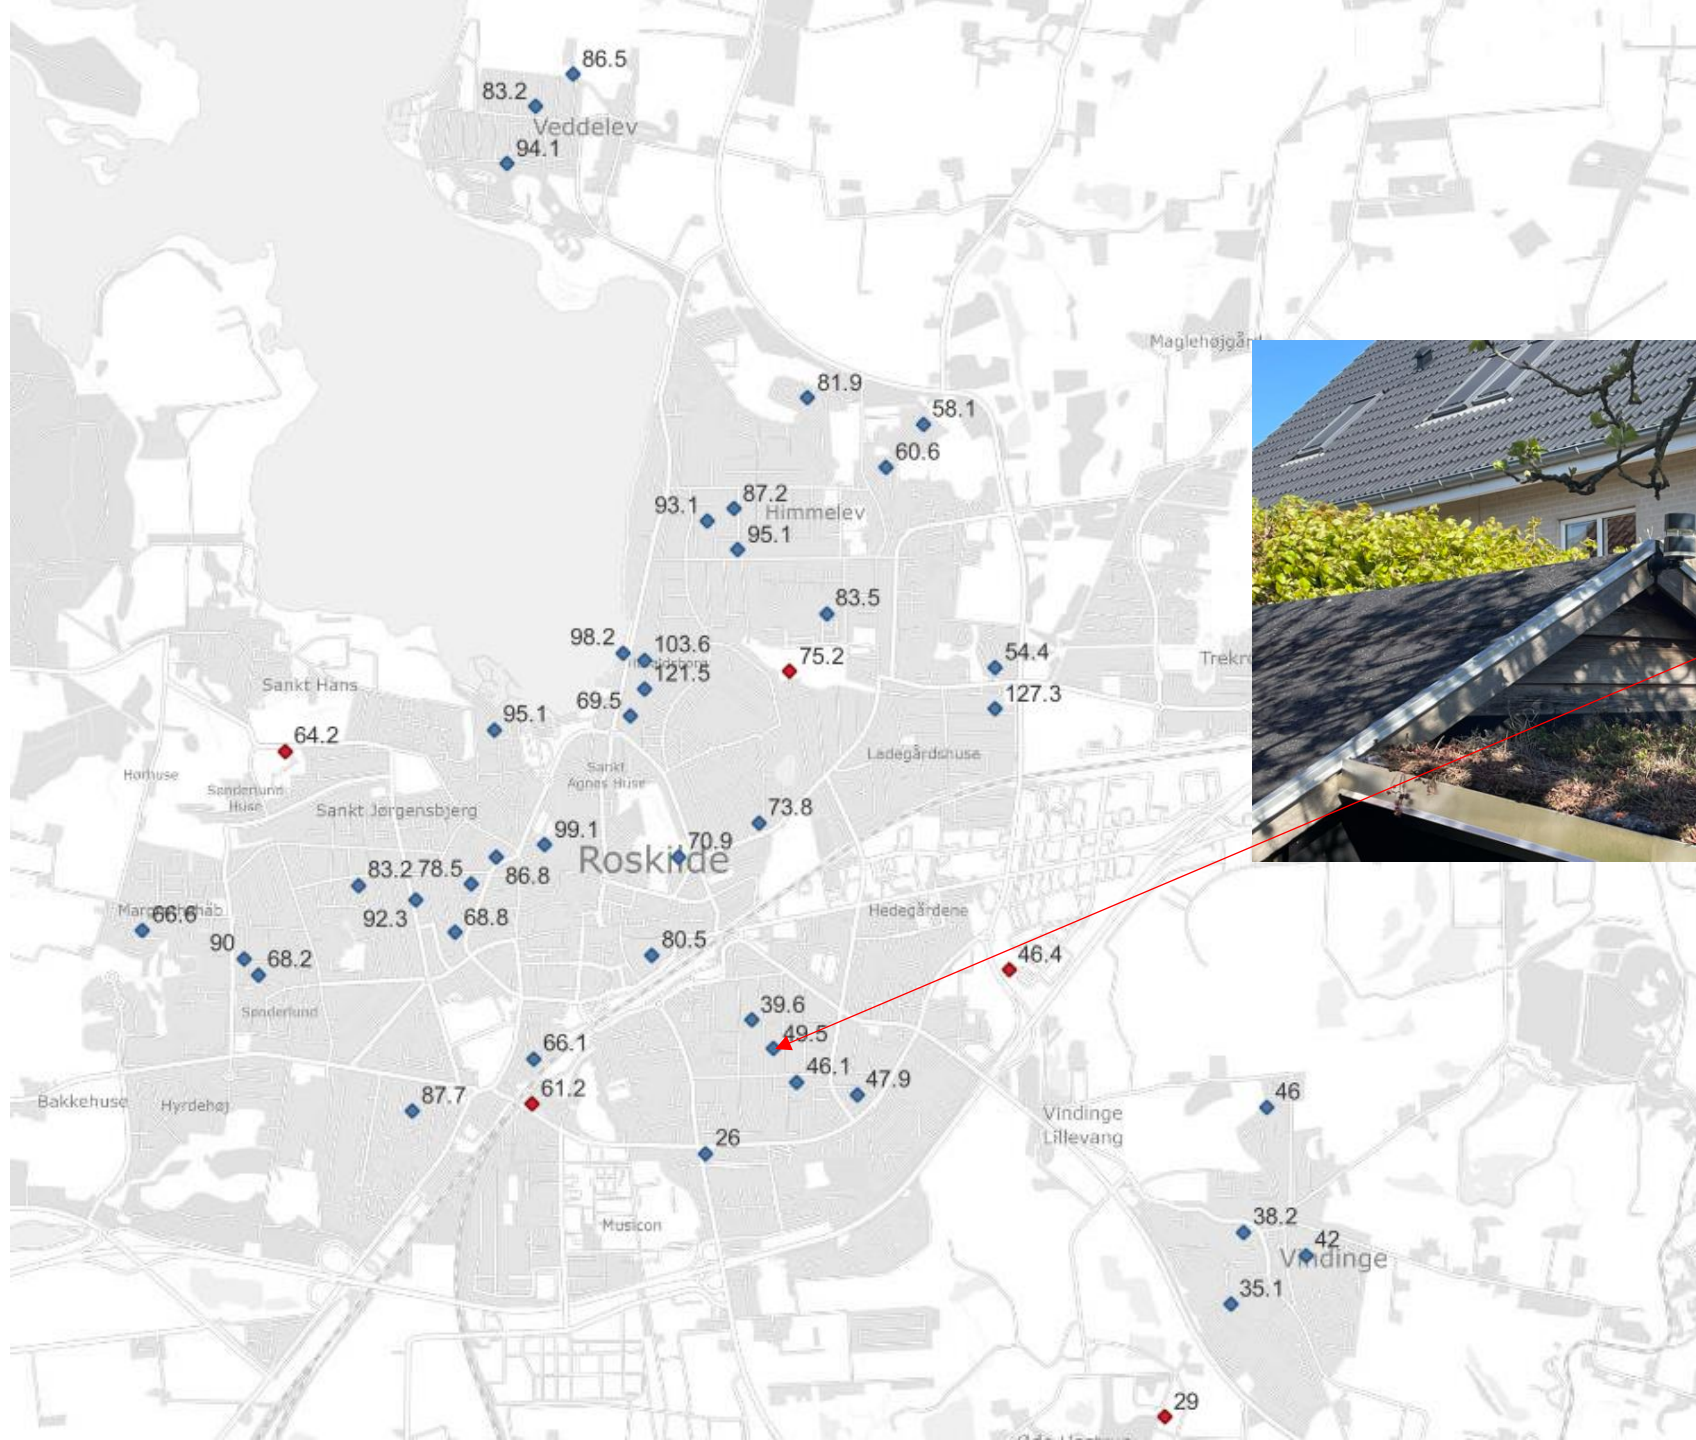 86.5
83.2
Veddelev
94.1
Maglehøjgår
81.9
58.1
60.6
87.2
93.1
Himmelev
95.1
83.5
98.2
103.6
75.2
54.4
Trekr
121.5
Sankt Hans
127.3
69.5
95.1
64.2
Ladegårdshuse
Sankt
Agnes Huse
Hørhuse
Sønderlund
Huse
Sankt Jørgensbjerg
73.8
99.1
70.9
Roskilde
83.2
78.5
86.8
92.3
68.8
Hedegårdene
66.6
90
68.2
80.5
46.4
Sønderlund
39.6
49.5
66.1
46.1
47.9
61.2
87.7
46
Bakkehuse
Hyrdehøj
Vindinge
Lillevang
26
Musicon
38.2
42
Vindinge
35.1
29